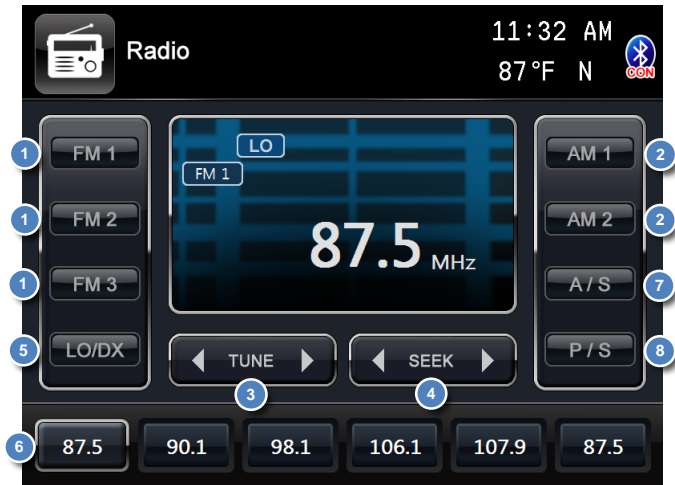 Radio
11:32 AM
87°F N
CON
1 FM 1
LO
FM 1
AM 1 2
1 FM 2
87.5 MHz
AM 2 2
1 FM 3
A / S 7
5 LO/DX
TUNE
SEEK
P / S 8
3
4
6 87.5 90.1 98.1 106.1 107.9 87.5